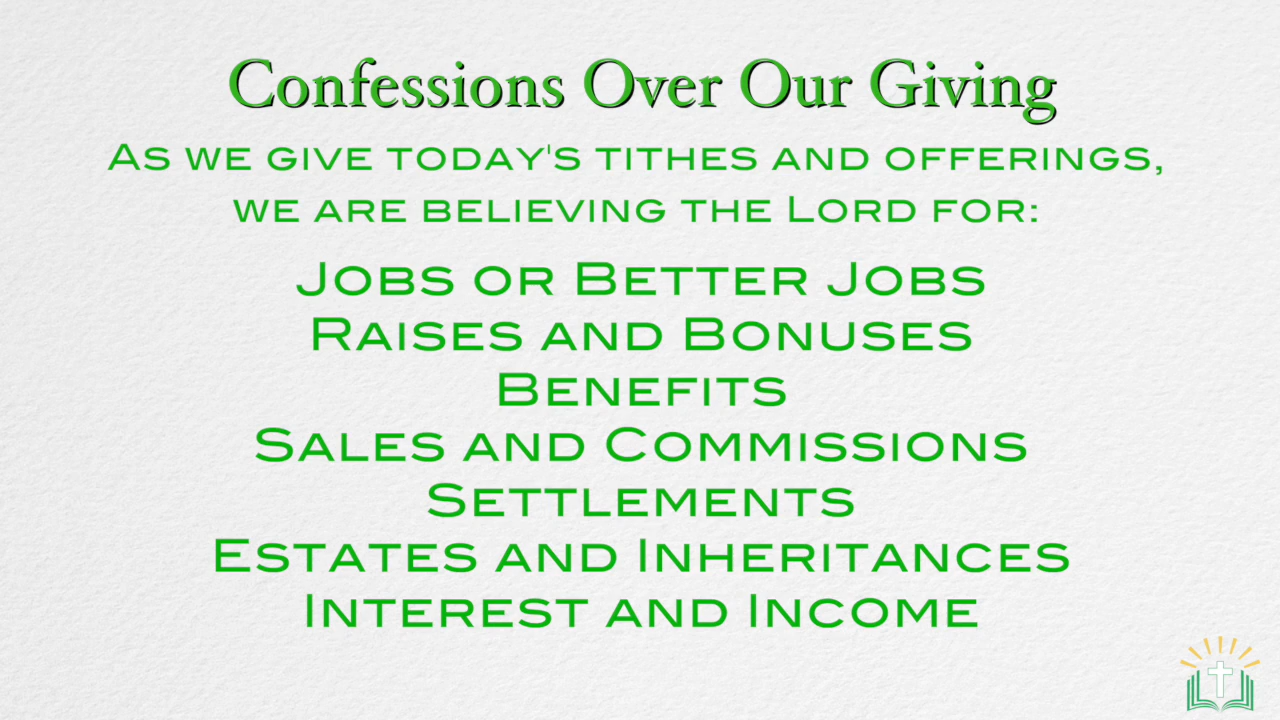 Confessions Over Our Giving
As we give today's tithes and offerings,
we are believing the Lord for:
Jobs or Better Jobs
Raises and Bonuses
Benefits
Sales and Commissions
Settlements
Estates and Inheritances
Interest and Income